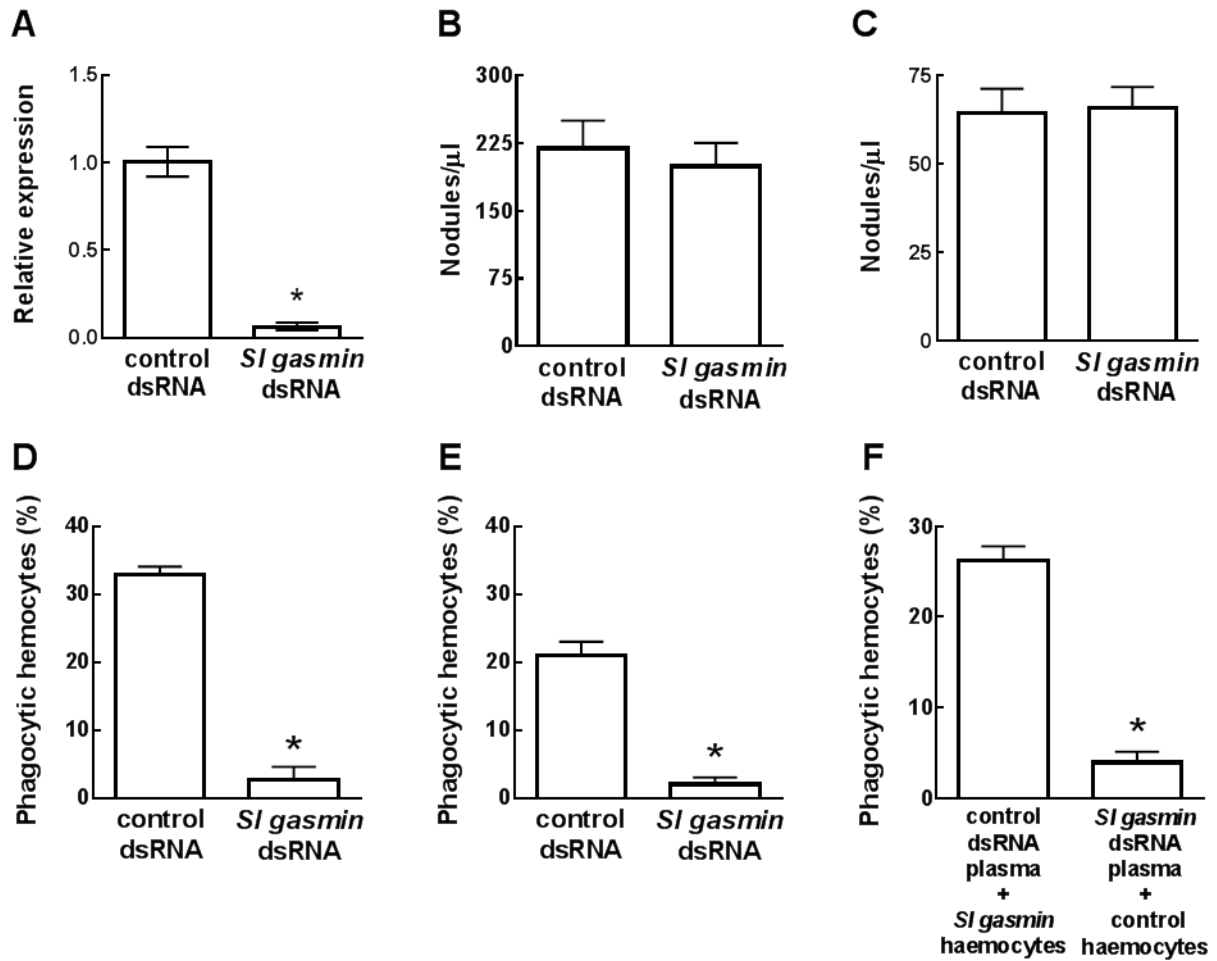 A
Relative expression
1.5
1.0
0.5
0.0
*
control
dsRNA
Sl gasmin
dsRNA
B
Nodules/µl
300
225
150
75
0
control
dsRNA
Sl gasmin
dsRNA
C
Nodules/µl
75
50
25
0
control
dsRNA
Sl gasmin
dsRNA
D
Phagocytic hemocytes (%)
40
30
20
10
0
*
control
dsRNA
Sl gasmin
dsRNA
E
Phagocytic hemocytes (%)
40
30
20
10
0
*
control
dsRNA
Sl gasmin
dsRNA
F
Phagocytic hemocytes (%)
30
20
10
0
*
control
dsRNA
plasma
+
Sl gasmin
haemocytes
Sl gasmin
dsRNA
plasma
+
control
haemocytes